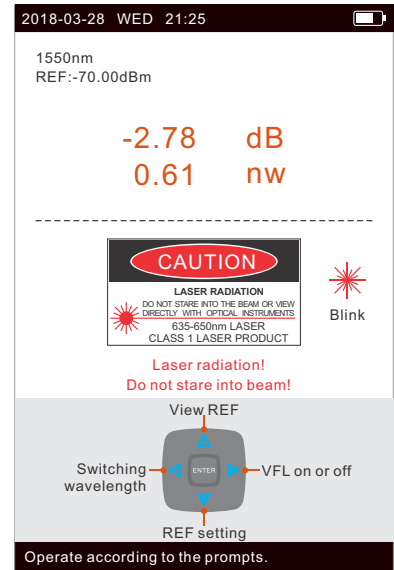 2018-03-28 WED 21:25
1550nm
REF:-70.00dBm
-2.78 dB
0.61 nw
CAUTION
LASER RADIATION
DO NOT STARE INTO THE BEAM OR VIEW
DIRECTLY WITH OPTICAL INSTRUMENTS
635-650nm LASER
CLASS 1 LASER PRODUCT
Blink
Laser radiation!
Do not stare into beam!
View REF
Switching
wavelength
ENTER
VFL on or off
REF setting
Operate according to the prompts.